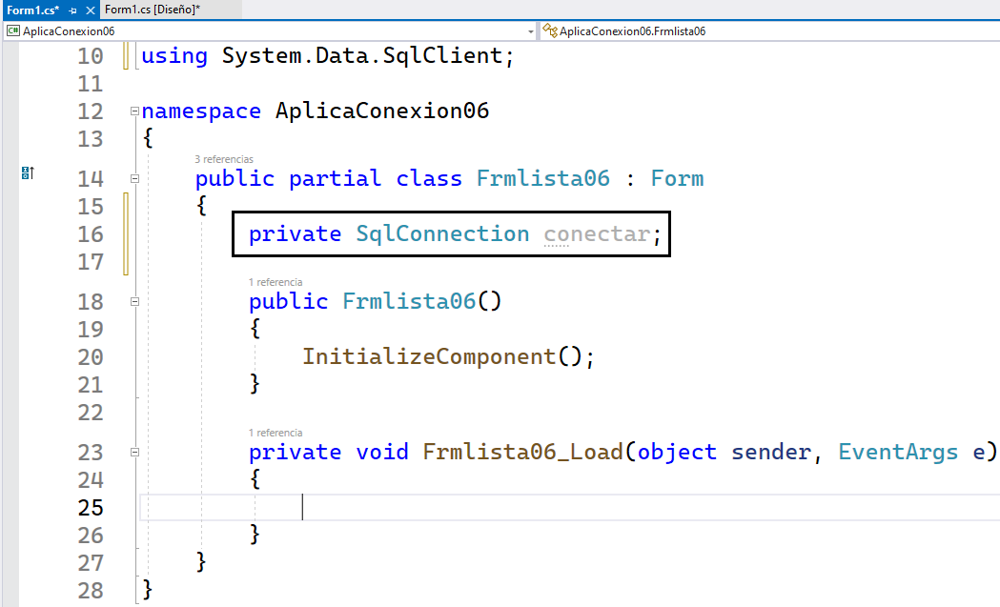 Form1.cs* Form1.cs [Diseño]*
C# AplicaConexion06 AplicaConexion06.Frmlista06
10 using System.Data.SqlClient;
11
12 namespace AplicaConexion06
13 {
3 referencias
14 public partial class Frmlista06 : Form
15 {
16 private SqlConnection conectar;
17
1 referencia
18 public Frmlista06()
19 {
20 InitializeComponent();
21 }
22
1 referencia
23 private void Frmlista06_Load(object sender, EventArgs e)
24 {
25
26 }
27 }
28 }